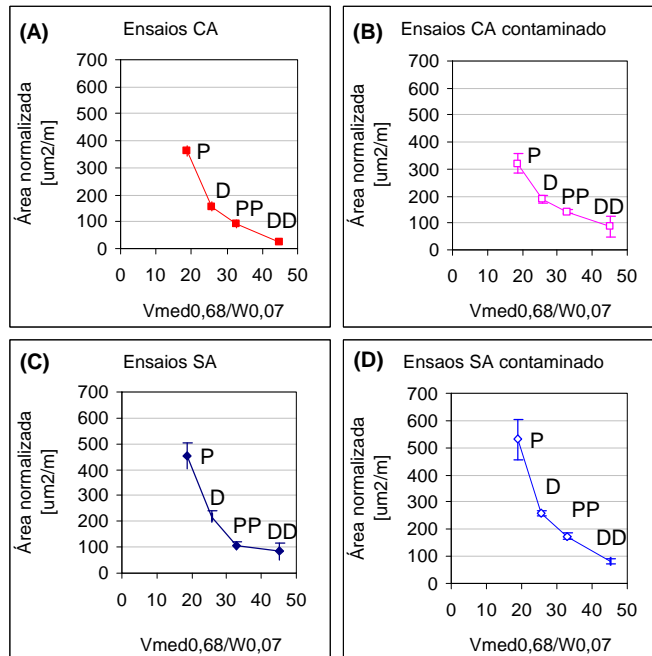 (A)
Ensaios CA
Área normalizada
[um2/m]
700
600
500
400
300
200
100
0
P
D
PP
DD
0 10 20 30 40 50
Vmed0,68/W0,07
(B)
Ensaios CA contaminado
Área normalizada
[um2/m]
700
600
500
400
300
200
100
0
P
D
PP
DD
0 10 20 30 40 50
Vmed0,68/W0,07
(C)
Ensaios SA
Área normalizada
[um2/m]
700
600
500
400
300
200
100
0
P
D
PP
DD
0 10 20 30 40 50
Vmed0,68/W0,07
(D)
Ensaos SA contaminado
Área normalizada
[um2/m]
700
600
500
400
300
200
100
0
P
D
PP
DD
0 10 20 30 40 50
Vmed0,68/W0,07